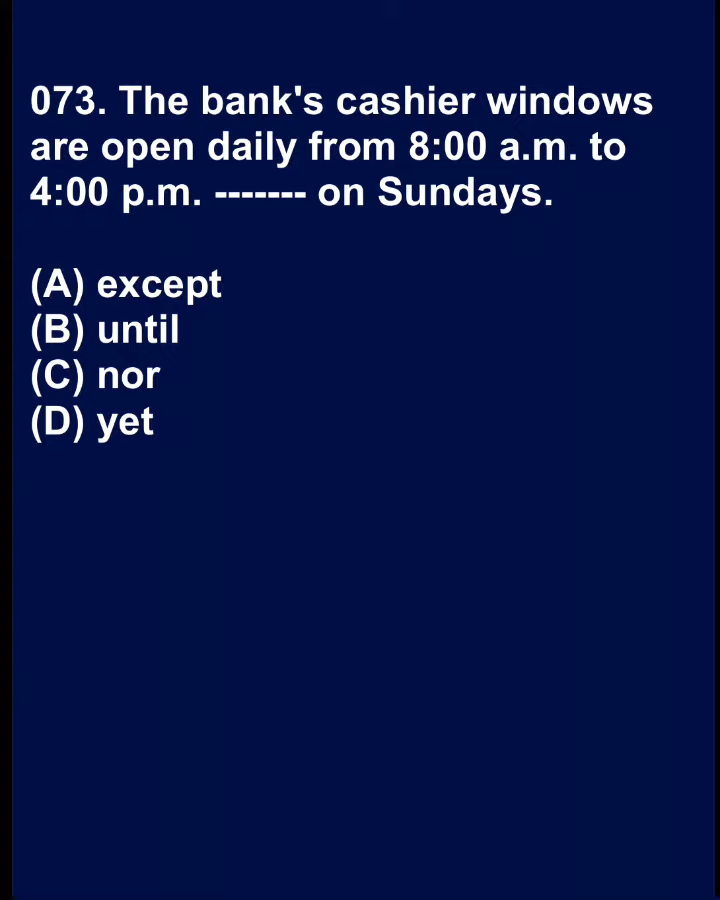 073. The bank's cashier windows
are open daily from 8:00 a.m. to
4:00 p.m. ------- on Sundays.
(A) except
(B) until
(C) nor
(D) yet